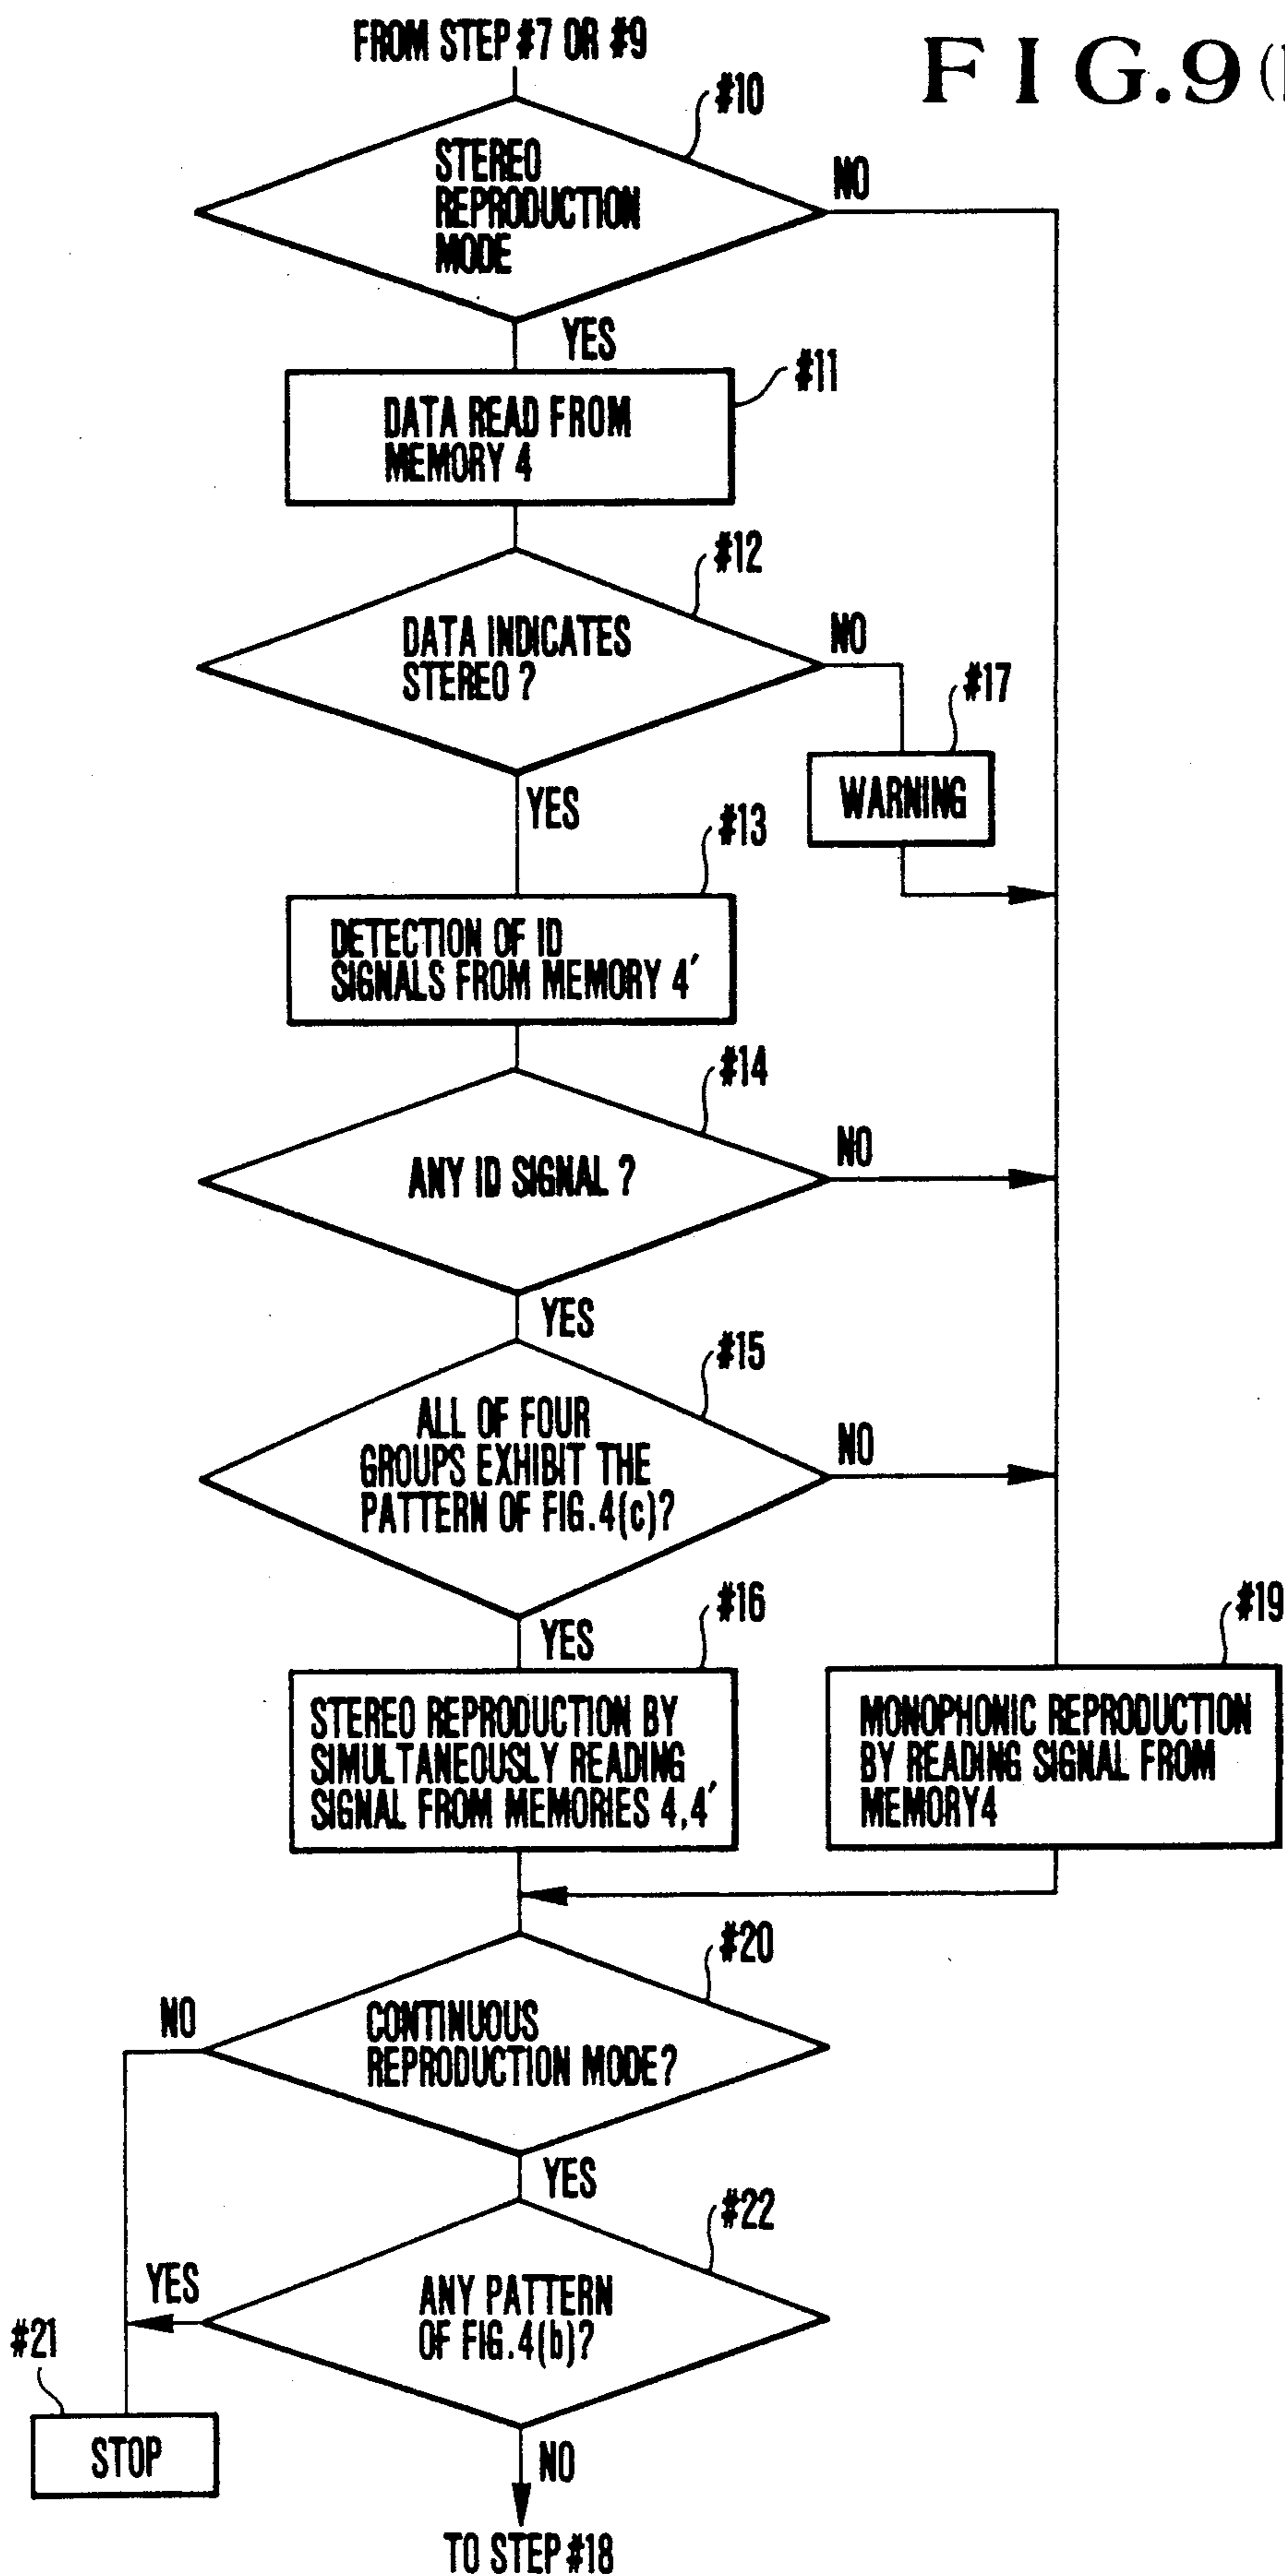 FROM STEP #7 OR #9
FIG.9(
#10
STEREO
REPRODUCTION
MODE
NO
YES
#11
DATA READ FROM
MEMORY 4
#12
DATA INDICATES
STEREO ?
NO
#17
WARNING
YES
#13
DETECTION OF ID
SIGNALS FROM MEMORY 4′
#14
ANY ID SIGNAL ?
NO
YES
#15
ALL OF FOUR
GROUPS EXHIBIT THE
PATTERN OF FIG.4(c)?
NO
YES
#16
STEREO REPRODUCTION BY
SIMULTANEOUSLY READING
SIGNAL FROM MEMORIES 4,4′
#19
MONOPHONIC REPRODUCTION
BY READING SIGNAL FROM
MEMORY4
#20
CONTINUOUS
REPRODUCTION MODE?
NO
YES
#22
ANY PATTERN
OF FIG.4(b)?
YES
#21
STOP
NO
TO STEP #18